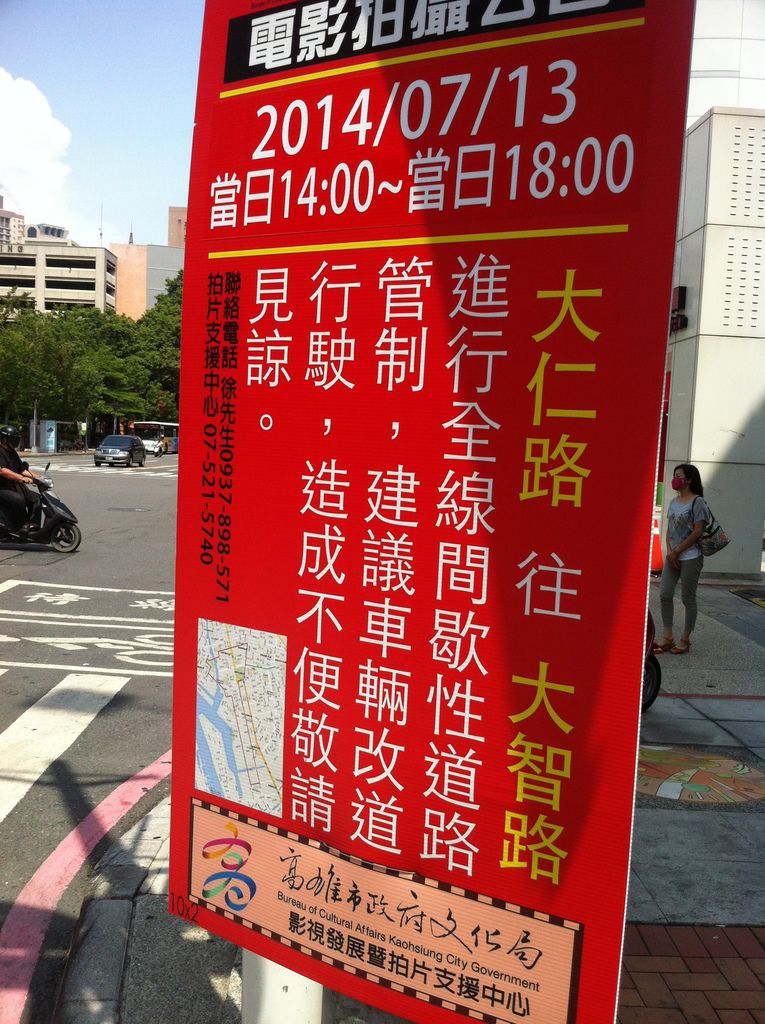 電影拍攝公告
2014/07/13
當日14:00~當日18:00
大仁路 往 大智路
進行全線間歇性道路
管制，建議車輛改道
行駛，造成不便敬請
見諒。
聯絡電話 徐先生0937-898-571
拍片支援中心 07-521-5740
高雄市政府文化局
Bureau of Cultural Affairs Kaohsiung City Government
影視發展暨拍片支援中心
10x2